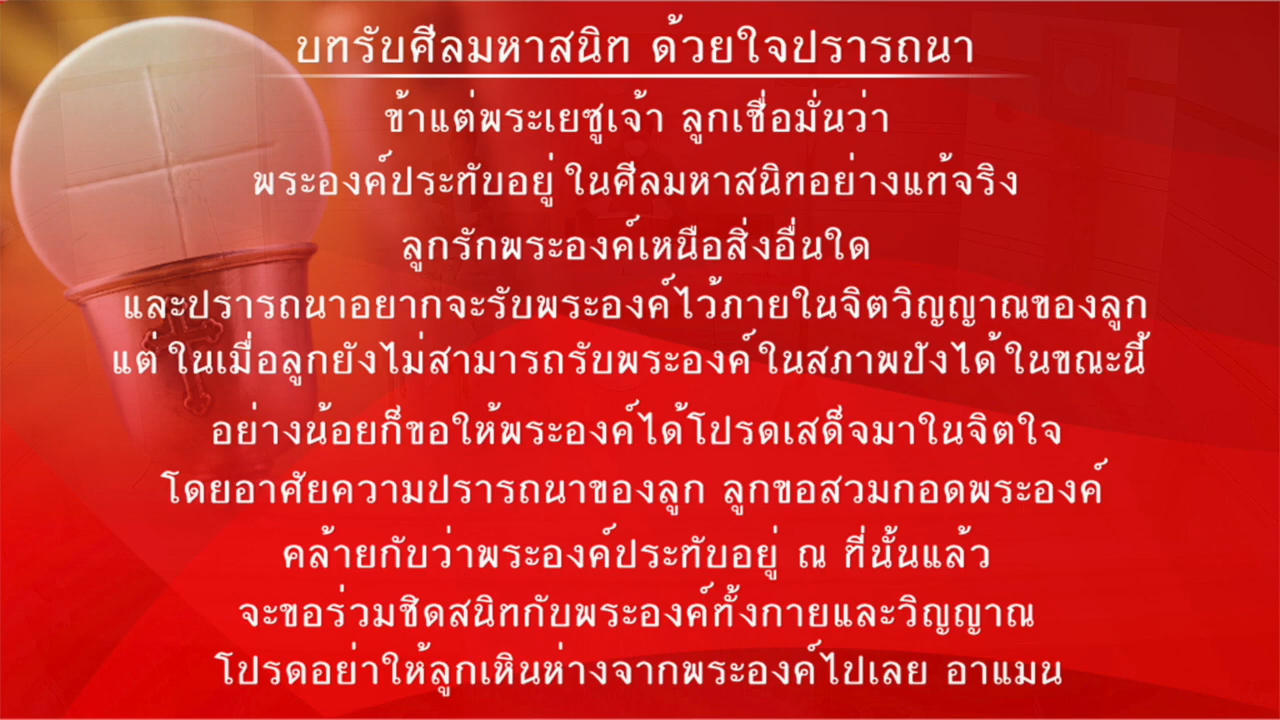 บทรับศีลมหาสนิท ด้วยใจปรารถนา
ข้าแต่พระเยซูเจ้า ลูกเชื่อมั่นว่า
พระองค์ประทับอยู่ ในศีลมหาสนิทอย่างแท้จริง
ลูกรักพระองค์เหนือสิ่งอื่นใด
และปรารถนาอยากจะรับพระองค์ไว้ภายในจิตวิญญาณของลูก
แต่ ในเมื่อลูกยังไม่สามารถรับพระองค์ ในสภาพปังได้ ในขณะนี้
อย่างน้อยก็ขอให้พระองค์ได้โปรดเสด็จมาในจิตใจ
โดยอาศัยความปรารถนาของลูก ลูกขอสวมกอดพระองค์
คล้ายกับว่าพระองค์ประทับอยู่ ณ ที่นั้นแล้ว
จะขอร่วมชิดสนิทกับพระองค์ทั้งกายและวิญญาณ
โปรดอย่าให้ลูกเหินห่างจากพระองค์ไปเลย อาแมน